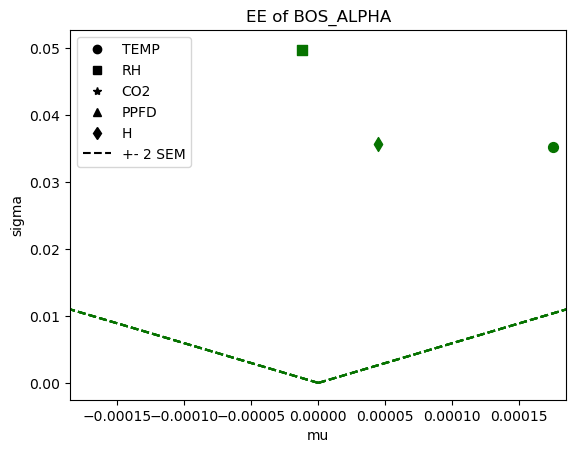 EE of BOS_ALPHA
TEMP
RH
CO2
PPFD
H
+- 2 SEM
0.05
0.04
0.03
0.02
0.01
0.00
sigma
−0.00015
−0.00010
−0.00005
0.00000
0.00005
0.00010
0.00015
mu